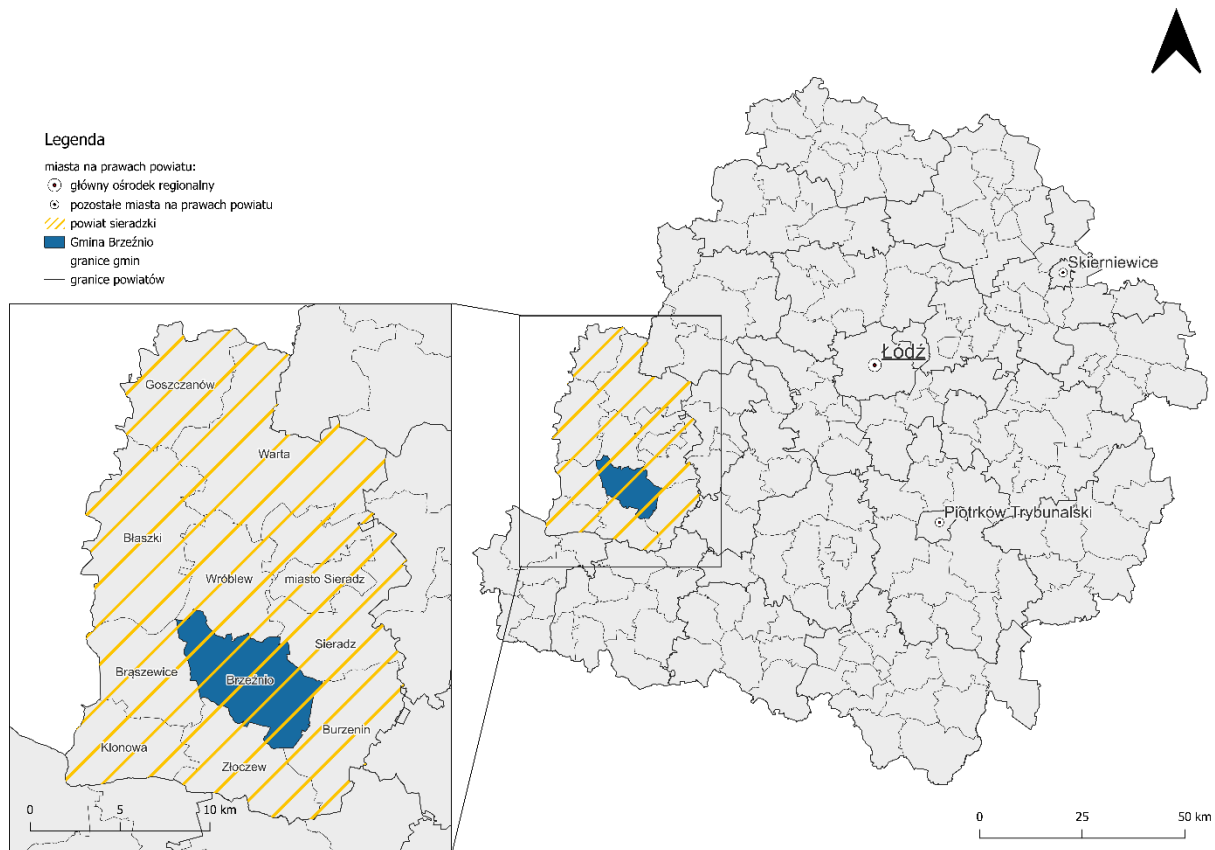 Legenda
miasta na prawach powiatu:
główny ośrodek regionalny
pozostałe miasta na prawach powiatu
powiat sieradzki
Gmina Brzeźnio
granice gmin
granice powiatów
Skierniewice
Łódź
Piotrków Trybunalski
Goszczanów
Warta
Błaszki
Wróblew
miasto Sieradz
Sieradz
Brąszewice
Brzeźnio
Burzenin
Klonowa
Złoczew
0 5 10 km
0 25 50 km